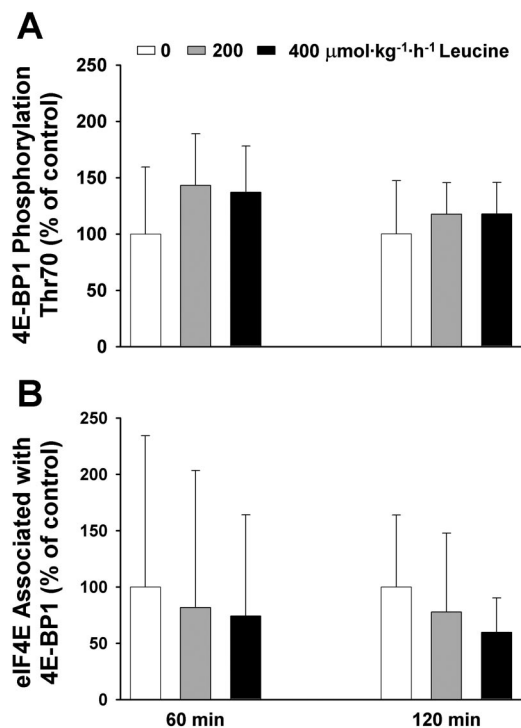 A
0 200 400 μmol·kg⁻¹·h⁻¹ Leucine
4E-BP1 Phosphorylation
Thr70 (% of control)
250
200
150
100
50
0
B
eIF4E Associated with
4E-BP1 (% of control)
250
200
150
100
50
0
60 min 120 min